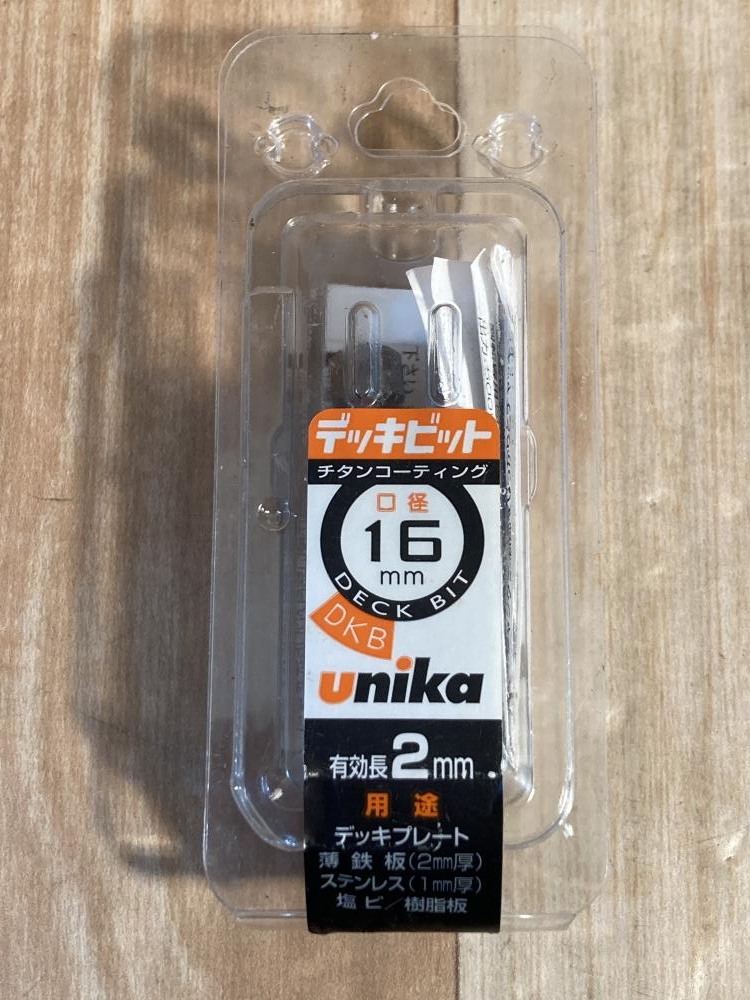 デッキビット
チタンコーティング
口径
16
mm
DECK BIT
DKB
unika
有効長2mm
用途
デッキプレート
薄鉄板(2mm厚)
ステンレス(1mm厚)
塩ビ/樹脂板
下さい